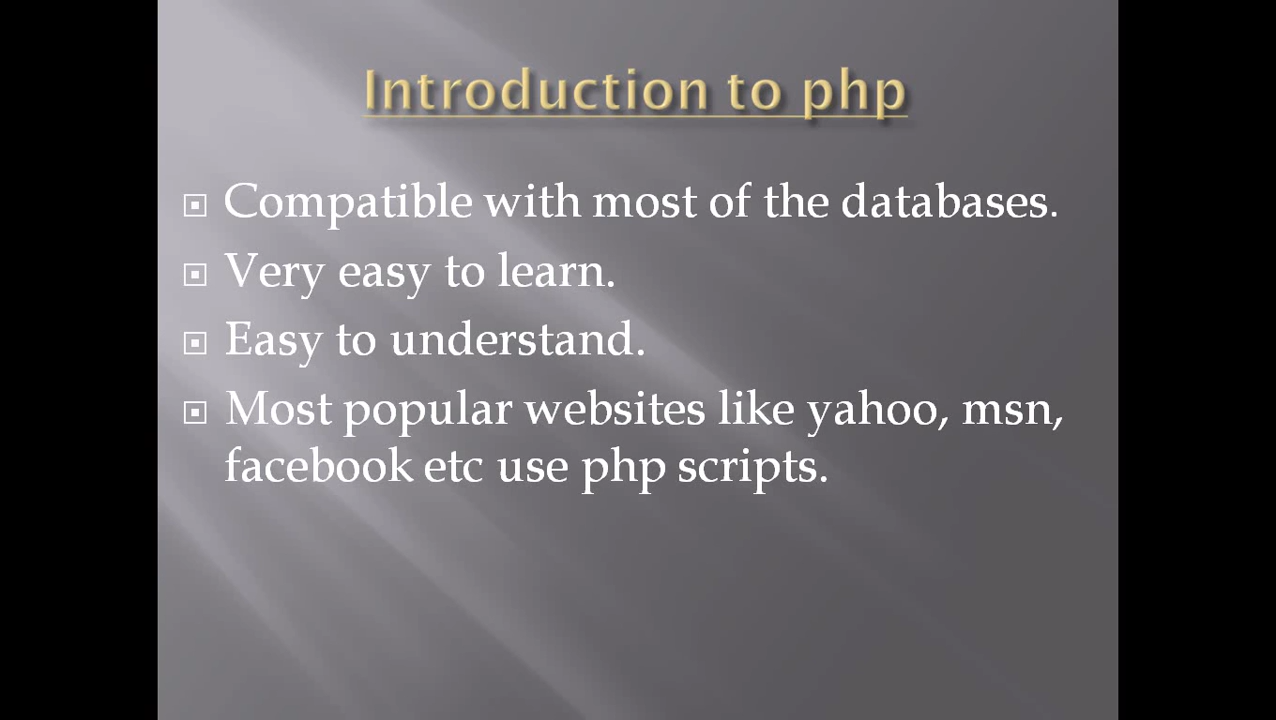 Introduction to php
Compatible with most of the databases.
Very easy to learn.
Easy to understand.
Most popular websites like yahoo, msn,
facebook etc use php scripts.